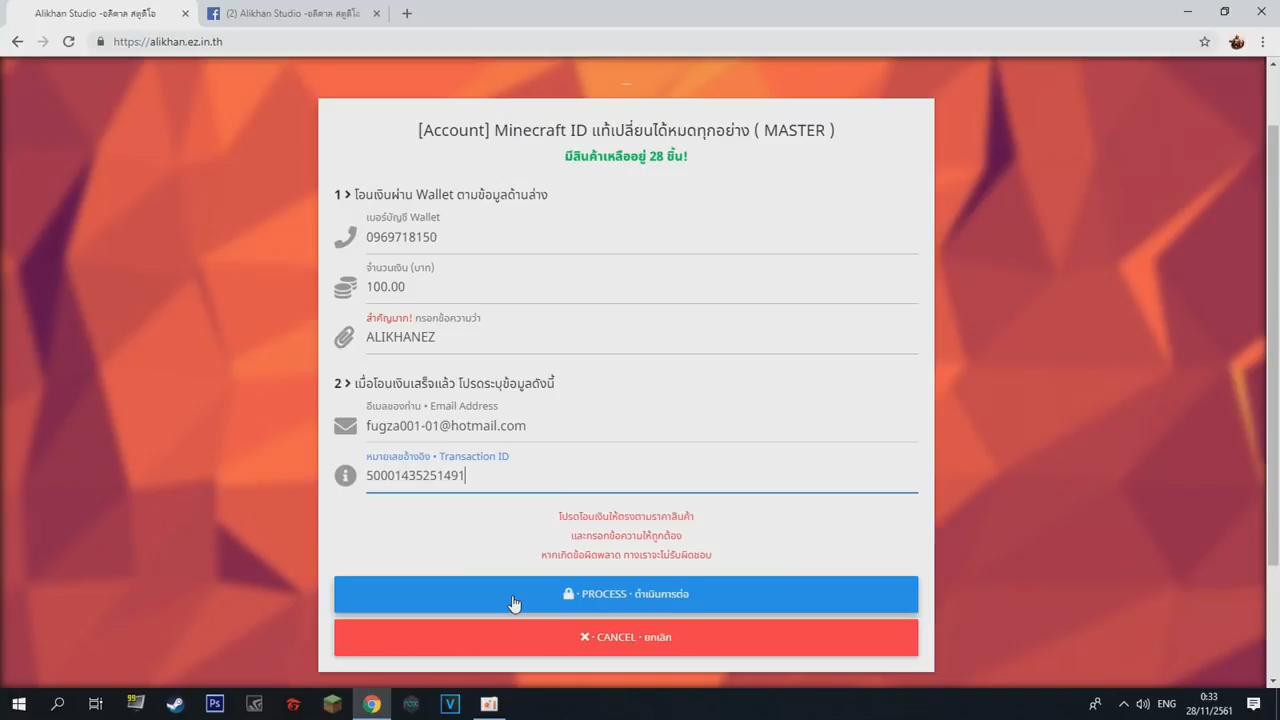 Alikhan Studio -อลิคาล สตูดิโอ
(2) Alikhan Studio -อลิคาล สตูดิโอ
https://alikhan.ez.in.th
[Account] Minecraft ID แท้เปลี่ยนได้หมดทุกอย่าง ( MASTER )
มีสินค้าเหลืออยู่ 28 ชิ้น!
1 › โอนเงินผ่าน Wallet ตามข้อมูลด้านล่าง
เบอร์บัญชี Wallet
0969718150
จำนวนเงิน (บาท)
100.00
สำคัญมาก! กรอกข้อความว่า
ALIKHANEZ
2 › เมื่อโอนเงินเสร็จแล้ว โปรดระบุข้อมูลดังนี้
อีเมลของท่าน • Email Address
fugza001-01@hotmail.com
หมายเลขอ้างอิง • Transaction ID
50001435251491
โปรดโอนเงินให้ตรงตามราคาสินค้า
และกรอกข้อความให้ถูกต้อง
หากเกิดข้อผิดพลาด ทางเราจะไม่รับผิดชอบ
· PROCESS · ดำเนินการต่อ
· CANCEL · ยกเลิก
99
Ps
nox
V
ENG
0:33
28/11/2561